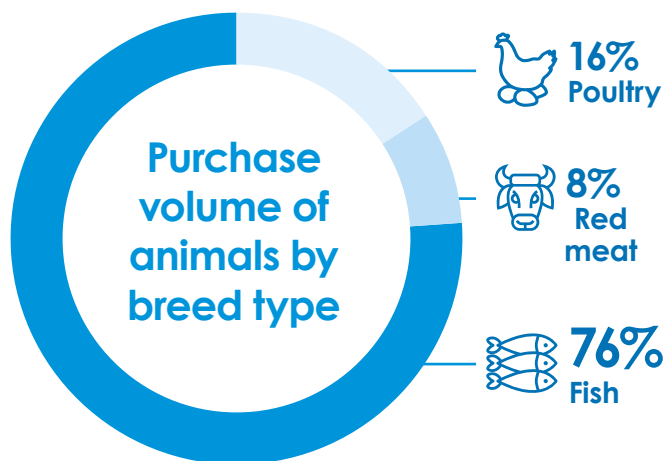 Purchase
volume of
animals by
breed type
16%
Poultry
8%
Red
meat
76%
Fish